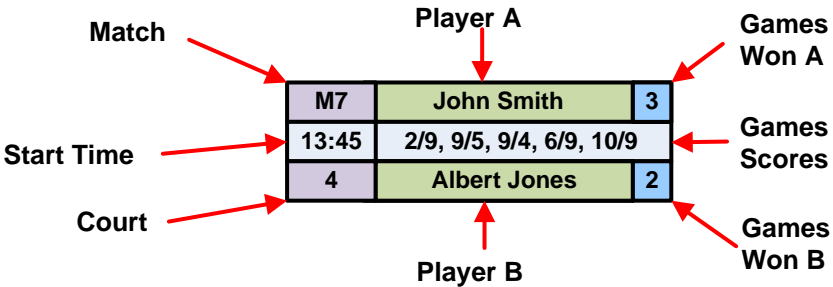 Player A
Match
Games
Won A
M7 John Smith 3
Start Time
13:45 2/9, 9/5, 9/4, 6/9, 10/9
Games
Scores
4 Albert Jones 2
Court
Games
Won B
Player B